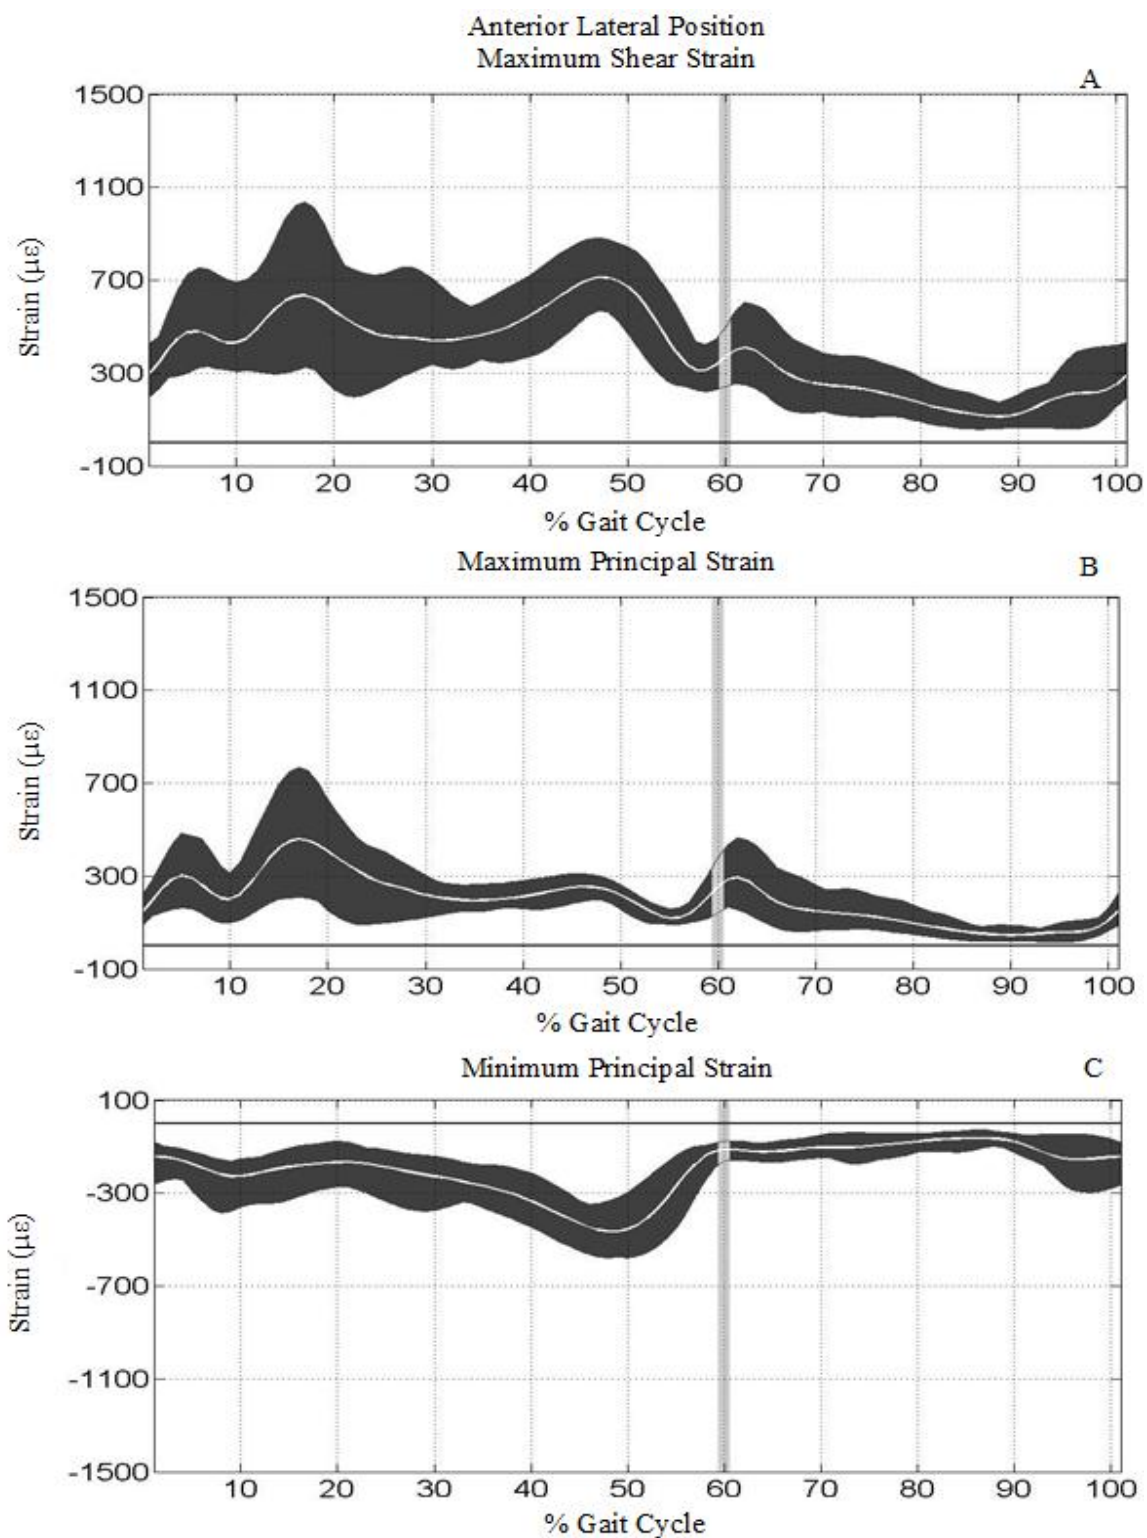 Anterior Lateral Position
Maximum Shear Strain
A
1500
1100
700
300
-100
Strain (µε)
10 20 30 40 50 60 70 80 90 100
% Gait Cycle
Maximum Principal Strain
B
1500
1100
700
300
-100
Strain (µε)
10 20 30 40 50 60 70 80 90 100
% Gait Cycle
Minimum Principal Strain
C
100
-300
-700
-1100
-1500
Strain (µε)
10 20 30 40 50 60 70 80 90 100
% Gait Cycle